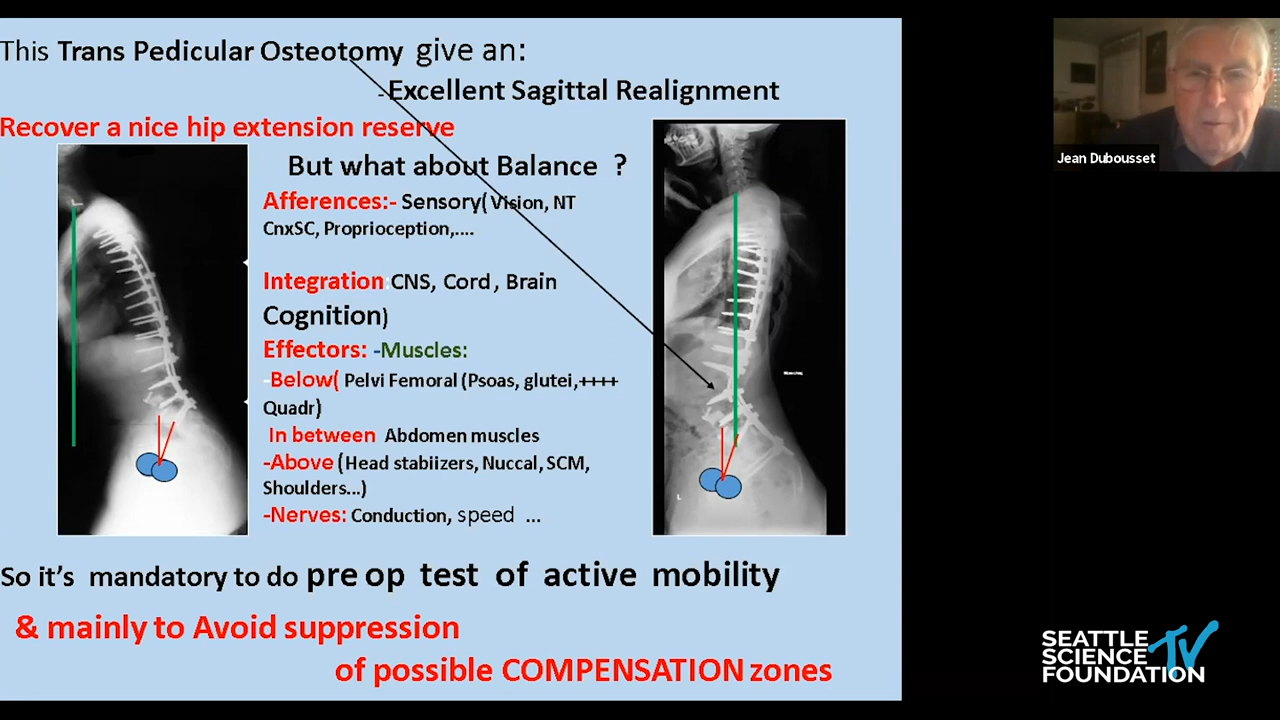 This Trans Pedicular Osteotomy give an:
-Excellent Sagittal Realignment
Recover a nice hip extension reserve
But what about Balance ?
Afferences:- Sensory( Vision, NT
CnxSC, Proprioception,....
Integration CNS, Cord , Brain
Cognition)
Effectors: -Muscles:
-Below( Pelvi Femoral (Psoas, glutei,++++
Quadr)
In between Abdomen muscles
-Above (Head stabiizers, Nuccal, SCM,
Shoulders...)
-Nerves: Conduction, speed ...
So it's mandatory to do pre op test of active mobility
& mainly to Avoid suppression
of possible COMPENSATION zones
L
L
Jean Dubousset
SEATTLE
SCIENCE TV
FOUNDATION